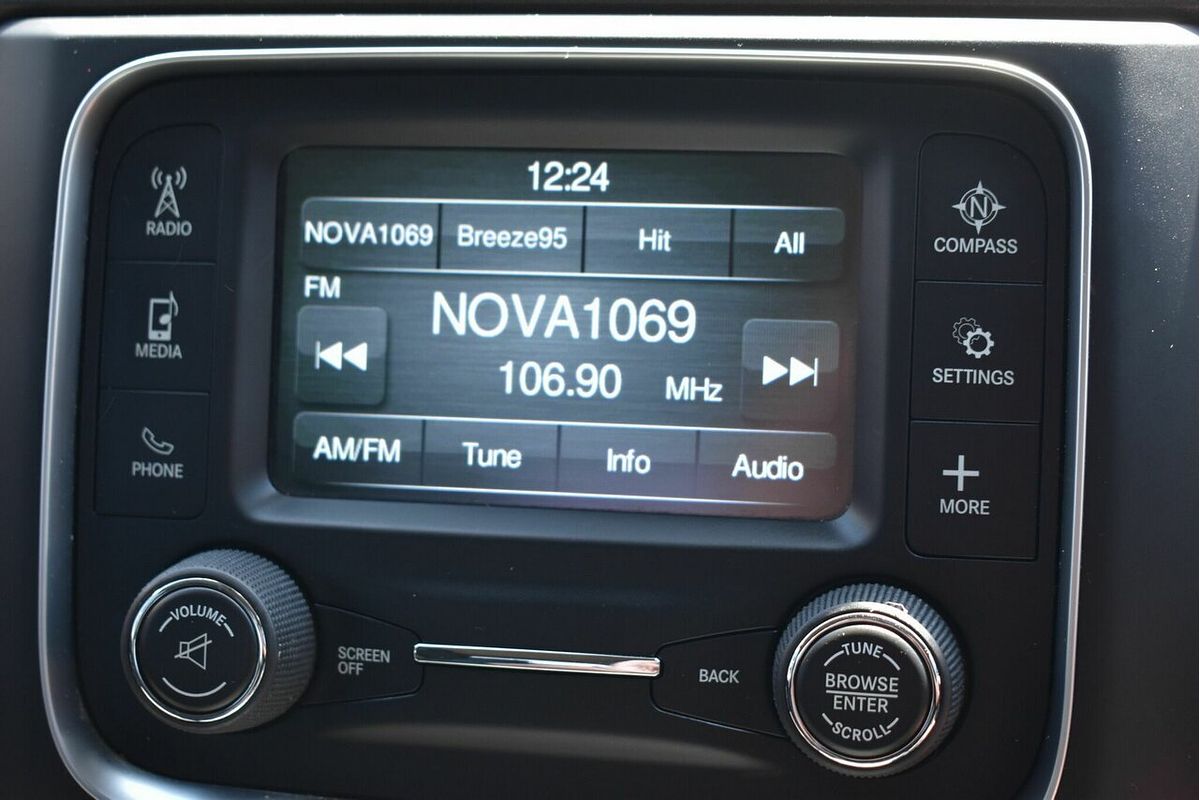 12:24
NOVA1069 Breeze95 Hit All
FM
NOVA1069
106.90 MHz
AM/FM Tune Info Audio
RADIO
MEDIA
PHONE
N
COMPASS
SETTINGS
MORE
VOLUME
SCREEN
OFF
BACK
TUNE
BROWSE
ENTER
SCROLL